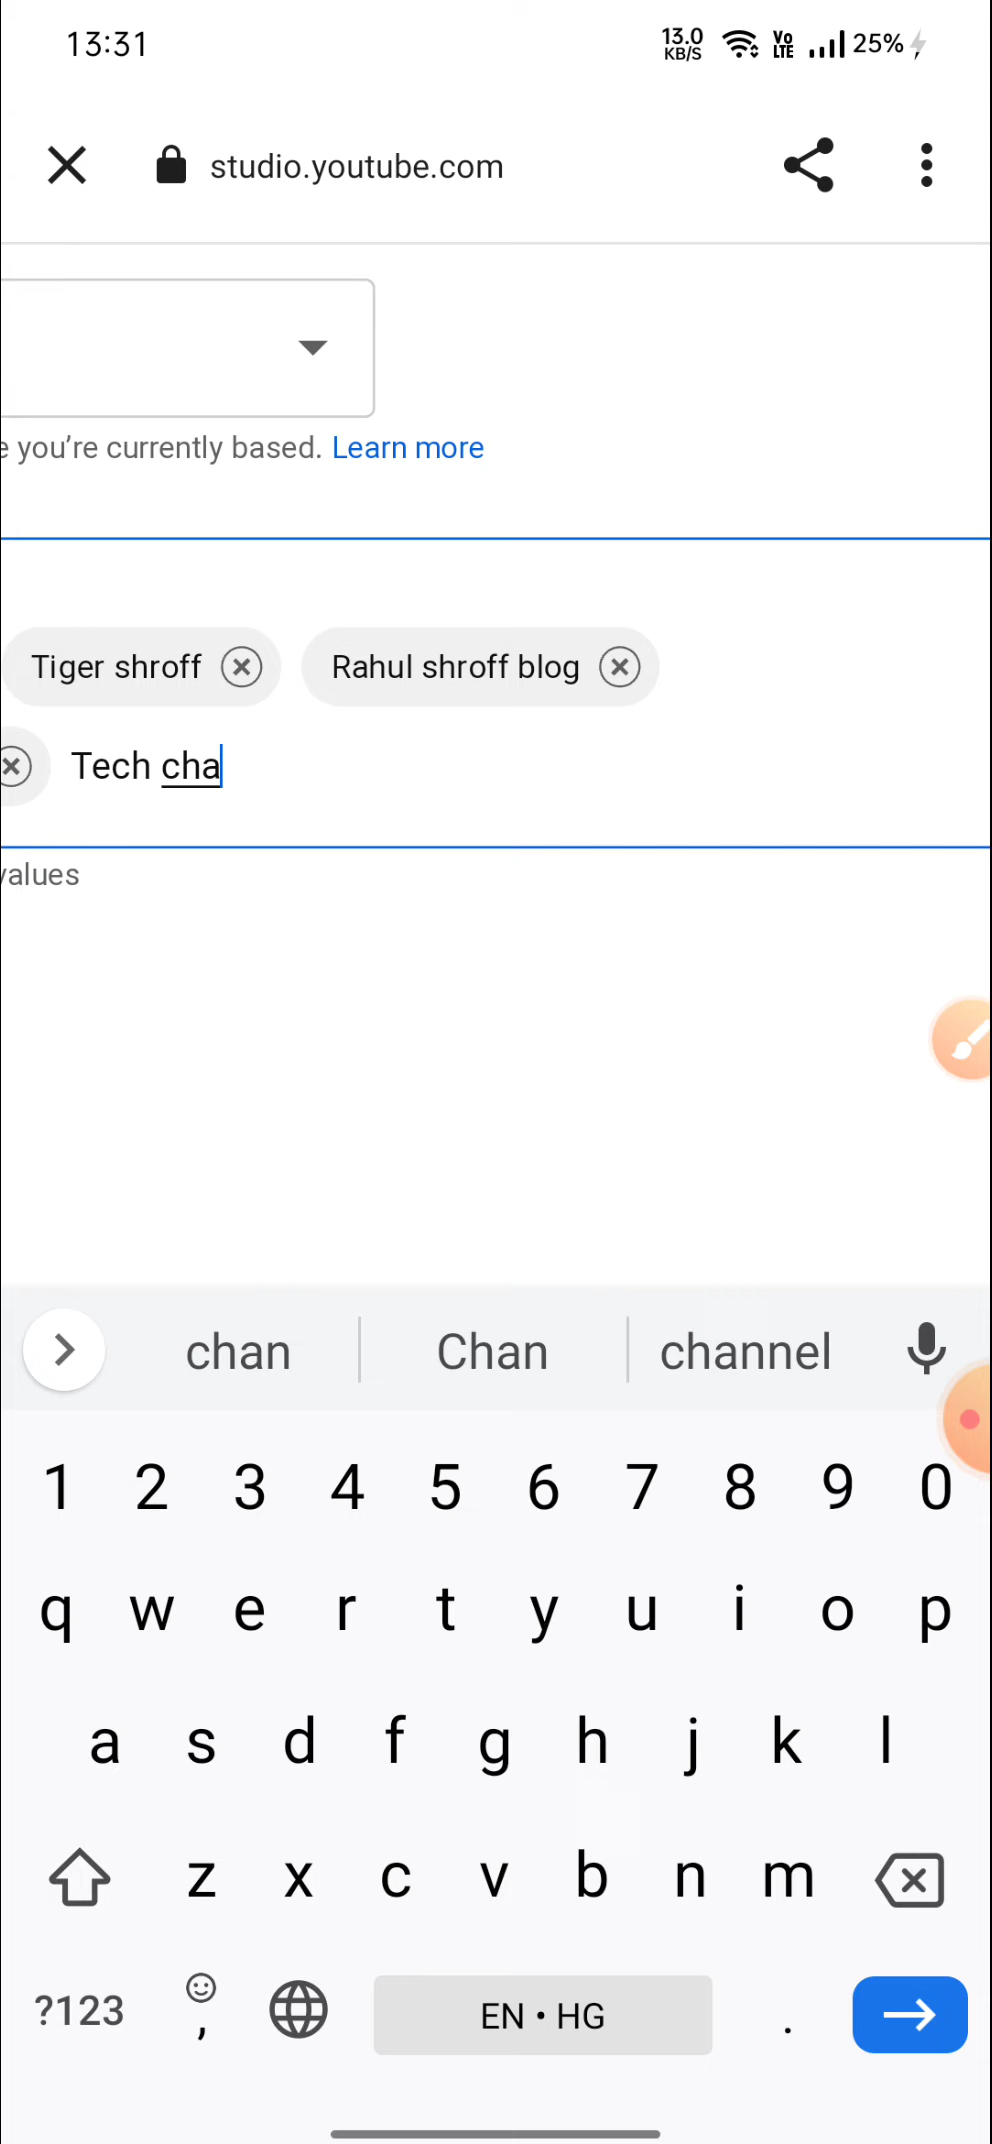 13:31 13.0 KB/S Vo LTE 25%
studio.youtube.com
e you’re currently based. Learn more
Tiger shroff Rahul shroff blog
Tech cha
values
chan Chan channel
1 2 3 4 5 6 7 8 9 0
q w e r t y u i o p
a s d f g h j k l
z x c v b n m
?123 , EN • HG .